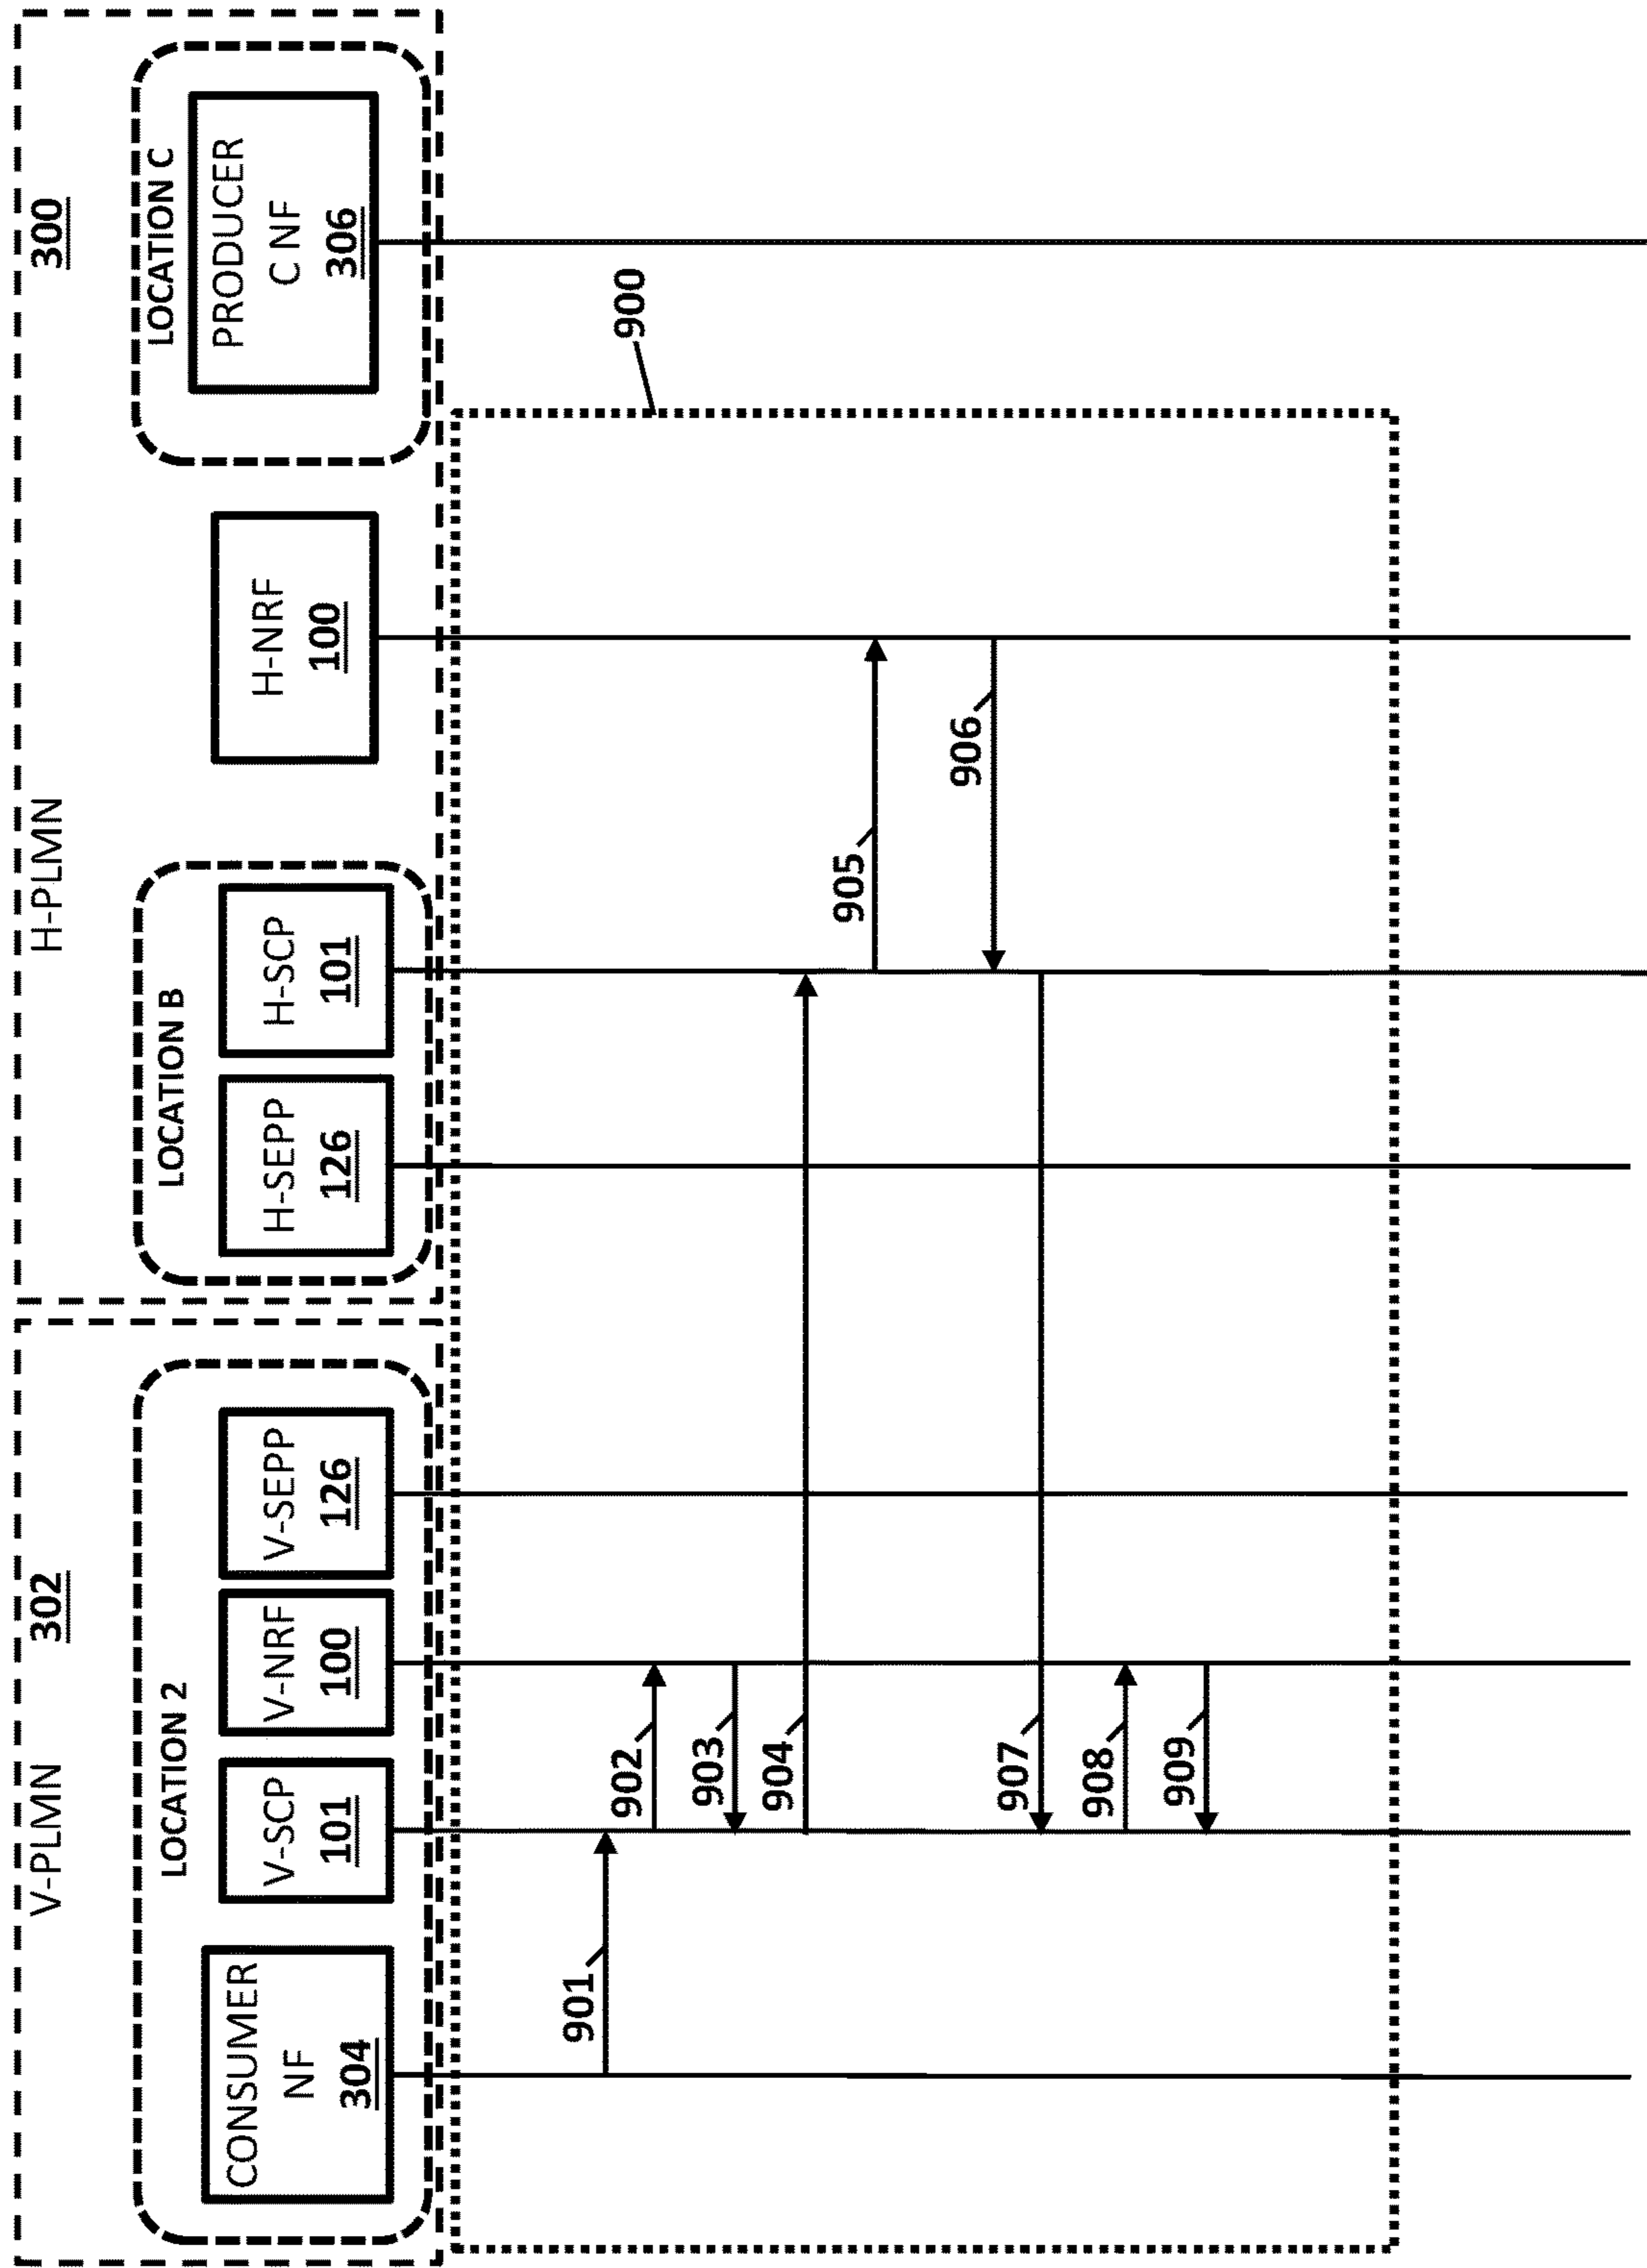 V-PLMN
302
H-PLMN
300
LOCATION 2
LOCATION B
LOCATION C
CONSUMER
NF
304
V-SCP
101
V-NRF
100
V-SEPP
126
H-SEPP
126
H-SCP
101
H-NRF
100
PRODUCER
C NF
306
900
901
902
903
904
905
906
907
908
909